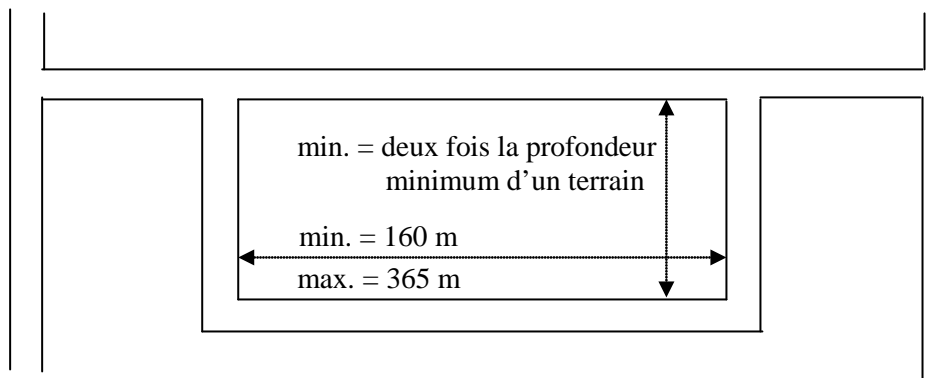 min. = deux fois la profondeur
minimum d'un terrain
min. = 160 m
max. = 365 m